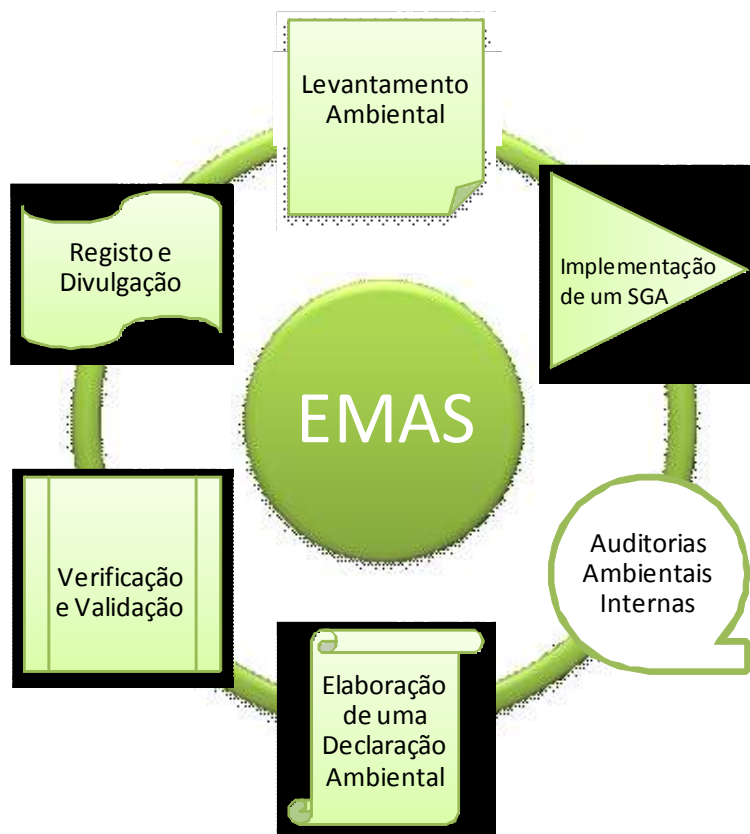 Levantamento
Ambiental
Implementação
de um SGA
Auditorias
Ambientais
Internas
Elaboração
de uma
Declaração
Ambiental
Verificação
e Validação
Registo e
Divulgação
EMAS